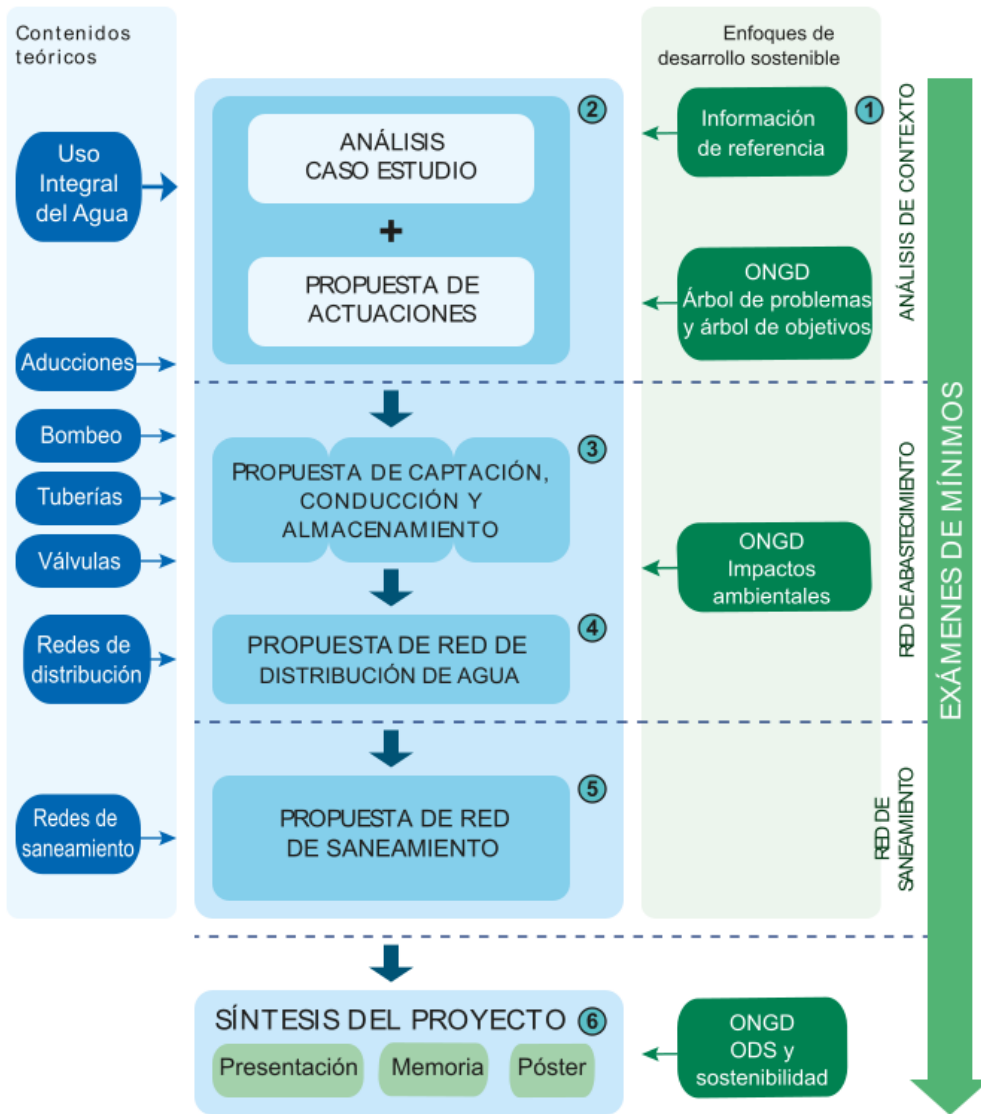 Contenidos
teóricos
Enfoques de
desarrollo sostenible
Uso
Integral
del Agua
2
ANÁLISIS
CASO ESTUDIO
+
PROPUESTA DE
ACTUACIONES
1
Información
de referencia
ONGD
Árbol de problemas
y árbol de objetivos
ANÁLISIS DE CONTEXTO
Aducciones
Bombeo
Tuberías
Válvulas
3
PROPUESTA DE CAPTACIÓN,
CONDUCCIÓN Y
ALMACENAMIENTO
ONGD
Impactos
ambientales
RED DE ABASTECIMIENTO
EXÁMENES DE MÍNIMOS
Redes de
distribución
4
PROPUESTA DE RED DE
DISTRIBUCIÓN DE AGUA
Redes de
saneamiento
5
PROPUESTA DE RED
DE SANEAMIENTO
RED DE
SANEAMIENTO
SÍNTESIS DEL PROYECTO 6
Presentación
Memoria
Póster
ONGD
ODS y
sostenibilidad